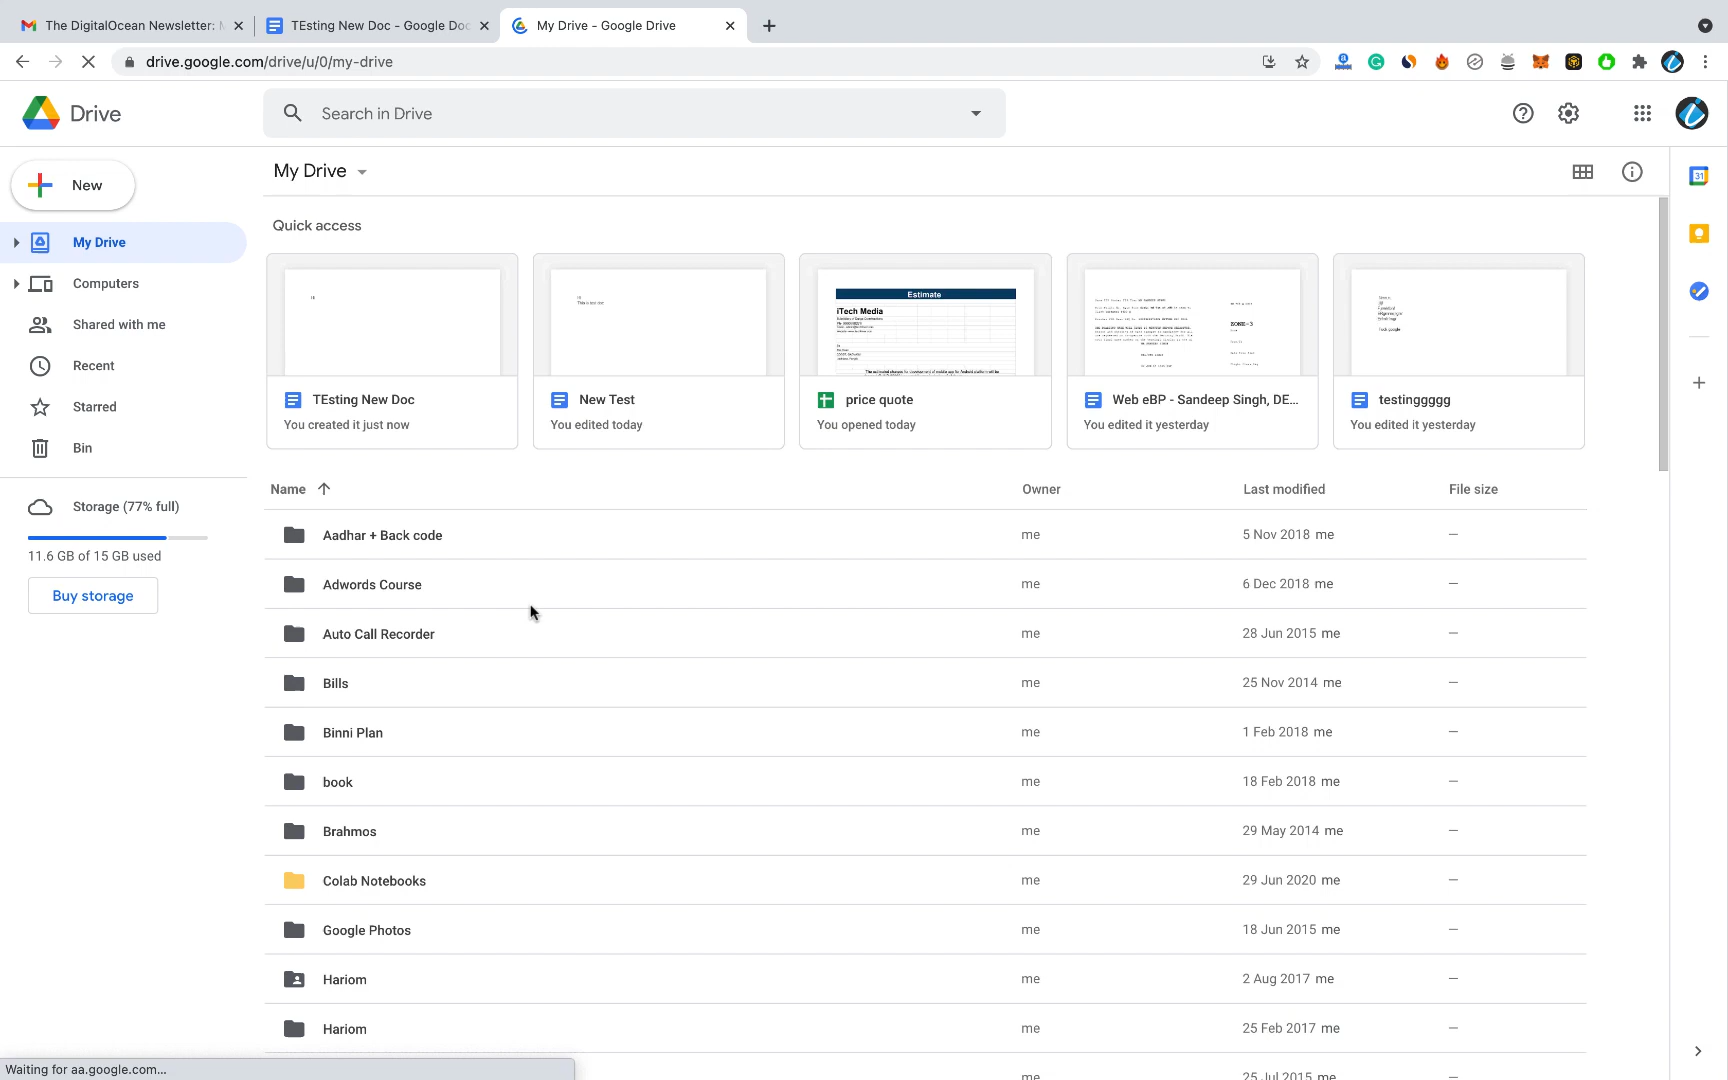 The DigitalOcean Newsletter:
TEsting New Doc - Google Doc
My Drive - Google Drive
drive.google.com/drive/u/0/my-drive
Drive
Search in Drive
New
My Drive
Quick access
My Drive
Computers
Shared with me
Recent
Starred
Bin
Storage (77% full)
11.6 GB of 15 GB used
Buy storage
Estimate
iTech Media
ZONE-3
TEsting New Doc
You created it just now
New Test
You edited today
price quote
You opened today
Web eBP - Sandeep Singh, DE...
You edited it yesterday
testinggggg
You edited it yesterday
Name Owner Last modified File size
Aadhar + Back code me 5 Nov 2018 me —
Adwords Course me 6 Dec 2018 me —
Auto Call Recorder me 28 Jun 2015 me —
Bills me 25 Nov 2014 me —
Binni Plan me 1 Feb 2018 me —
book me 18 Feb 2018 me —
Brahmos me 29 May 2014 me —
Colab Notebooks me 29 Jun 2020 me —
Google Photos me 18 Jun 2015 me —
Hariom me 2 Aug 2017 me —
Hariom me 25 Feb 2017 me —
me 25 Jul 2015 me —
Waiting for aa.google.com...
31